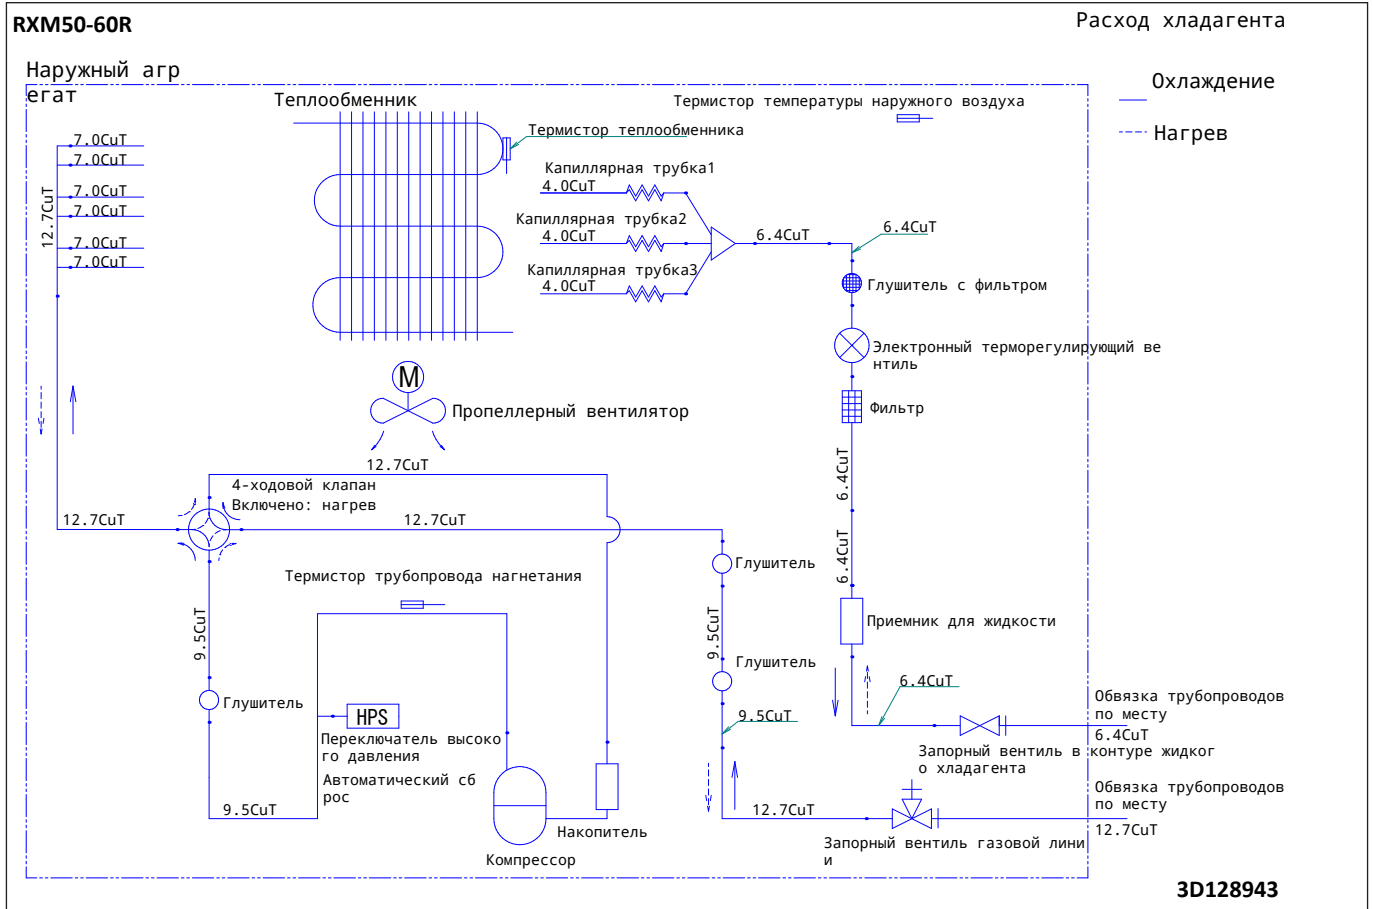 RXM50-60R
Расход хладагента
Наружный агр
егат
Охлаждение
Нагрев
Теплообменник
Термистор температуры наружного воздуха
Термистор теплообменника
7.0CuT
7.0CuT
7.0CuT
7.0CuT
7.0CuT
7.0CuT
12.7CuT
Капиллярная трубка1
4.0CuT
Капиллярная трубка2
4.0CuT
Капиллярная трубка3
4.0CuT
6.4CuT
6.4CuT
Глушитель с фильтром
Электронный терморегулирующий ве
нтиль
Фильтр
M
Пропеллерный вентилятор
12.7CuT
4-ходовой клапан
Включено: нагрев
12.7CuT
12.7CuT
6.4CuT
6.4CuT
Глушитель
Термистор трубопровода нагнетания
9.5CuT
9.5CuT
Приемник для жидкости
Глушитель
Глушитель
6.4CuT
HPS
9.5CuT
Переключатель высоко
го давления
Автоматический сб
рос
9.5CuT
Обвязка трубопроводов
по месту
6.4CuT
Запорный вентиль в контуре жидког
о хладагента
Накопитель
Компрессор
12.7CuT
Обвязка трубопроводов
по месту
12.7CuT
Запорный вентиль газовой лини
и
3D128943